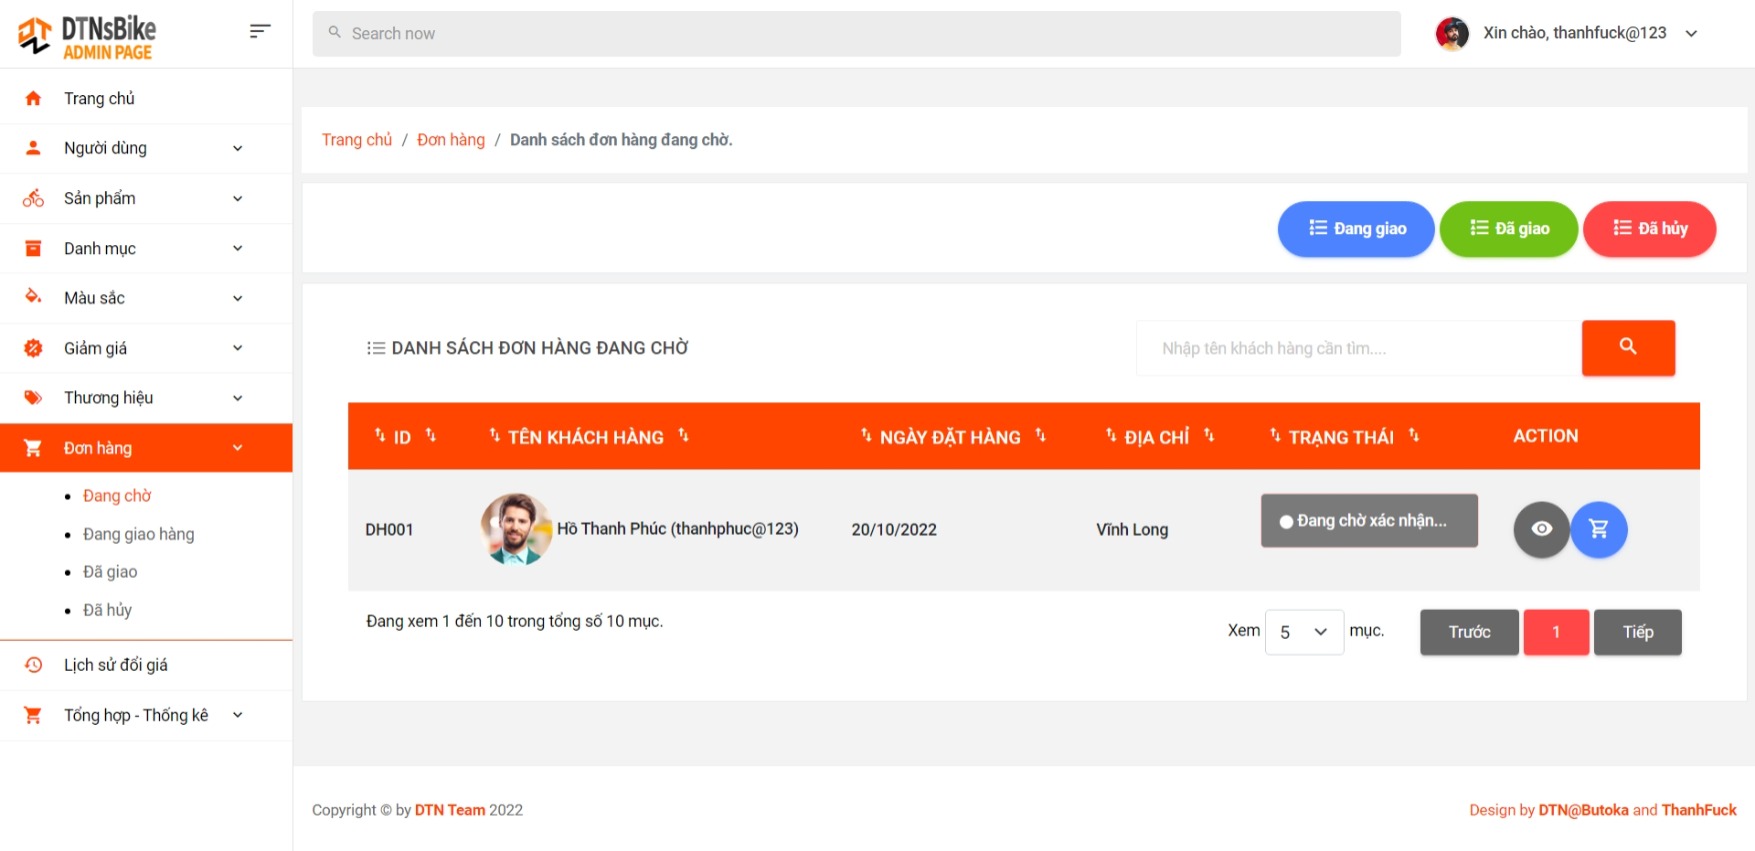 DTNsBike
ADMIN PAGE
Search now
Xin chào, thanhfuck@123
Trang chủ
Người dùng
Sản phẩm
Danh mục
Màu sắc
Giảm giá
Thương hiệu
Đơn hàng
Đang chờ
Đang giao hàng
Đã giao
Đã hủy
Lịch sử đổi giá
Tổng hợp - Thống kê
Trang chủ / Đơn hàng / Danh sách đơn hàng đang chờ.
Đang giao
Đã giao
Đã hủy
DANH SÁCH ĐƠN HÀNG ĐANG CHỜ
Nhập tên khách hàng cần tìm....
ID TÊN KHÁCH HÀNG NGÀY ĐẶT HÀNG ĐỊA CHỈ TRẠNG THÁI ACTION
DH001 Hồ Thanh Phúc (thanhphuc@123) 20/10/2022 Vĩnh Long Đang chờ xác nhận...
Đang xem 1 đến 10 trong tổng số 10 mục.
Xem 5 mục.
Trước 1 Tiếp
Copyright © by DTN Team 2022
Design by DTN@Butoka and ThanhFuck